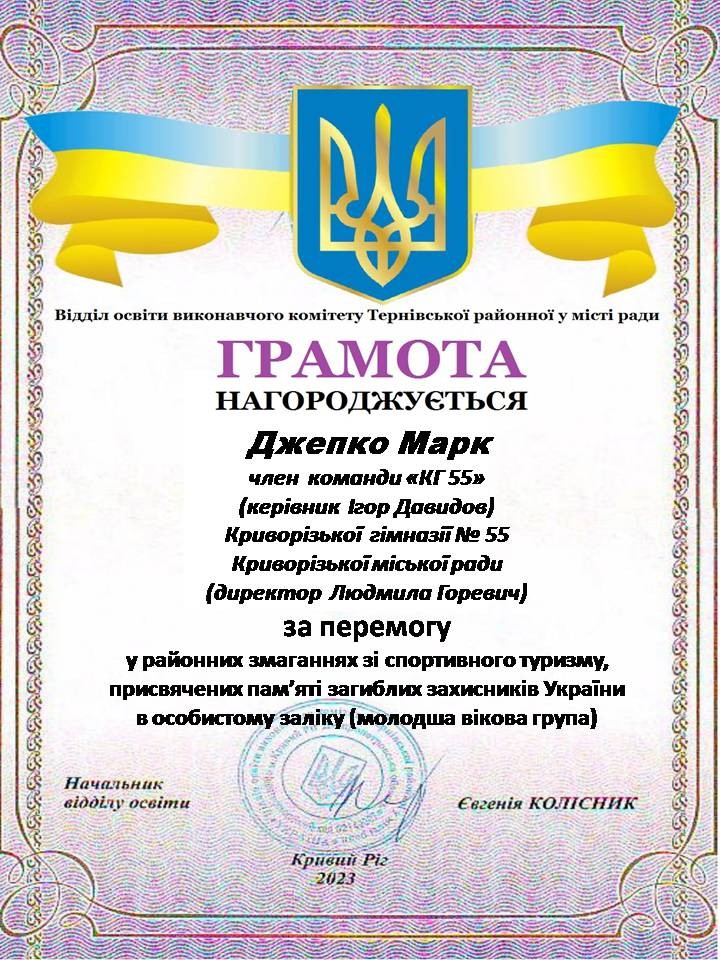 Відділ освіти виконавчого комітету Тернівської районної у місті ради
ГРАМОТА
НАГОРОДЖУЄТЬСЯ
Джепко Марк
член команди «КГ 55»
(керівник Ігор Давидов)
Криворізької гімназії № 55
Криворізької міської ради
(директор Людмила Горевич)
за перемогу
у районних змаганнях зі спортивного туризму,
присвячених пам’яті загиблих захисників України
в особистому заліку (молодша вікова група)
Начальник
відділу освіти
Євгенія КОЛІСНИК
Кривий Ріг
2023